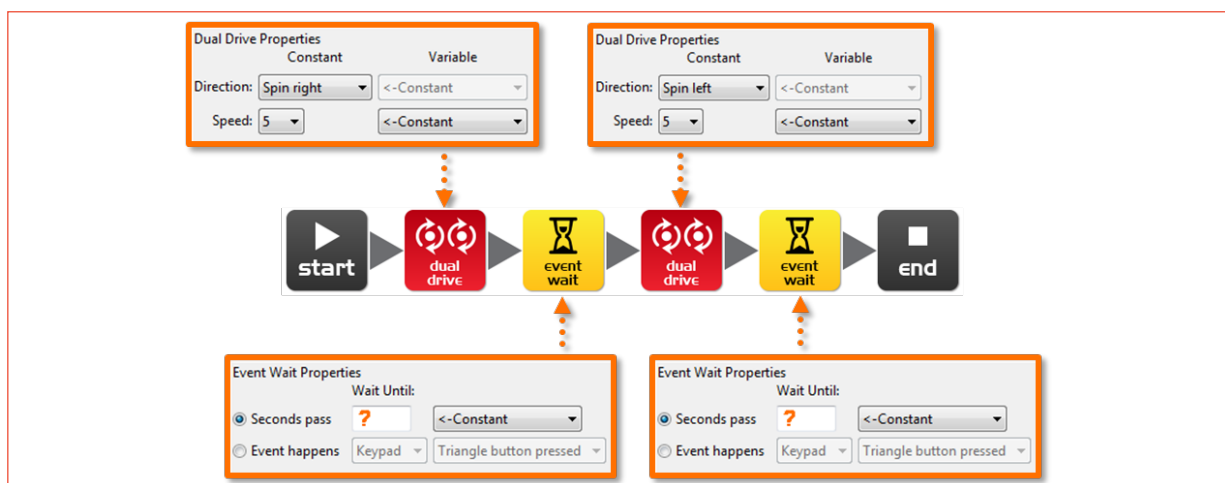 Dual Drive Properties
Constant Variable
Direction: Spin right <-Constant
Speed: 5 <-Constant
Dual Drive Properties
Constant Variable
Direction: Spin left <-Constant
Speed: 5 <-Constant
start
dual
drive
event
wait
dual
drive
event
wait
end
Event Wait Properties
Wait Until:
Seconds pass ? <-Constant
Event happens Keypad Triangle button pressed
Event Wait Properties
Wait Until:
Seconds pass ? <-Constant
Event happens Keypad Triangle button pressed